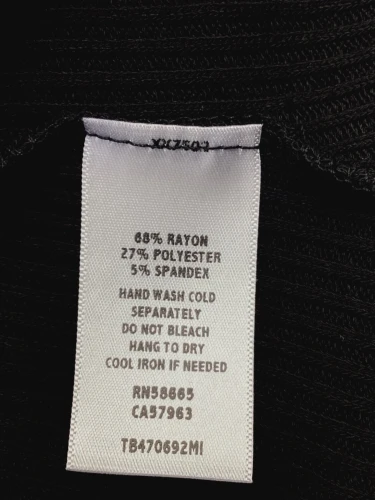 68% RAYON
27% POLYESTER
5% SPANDEX
HAND WASH COLD
SEPARATELY
DO NOT BLEACH
HANG TO DRY
COOL IRON IF NEEDED
RN58665
CA57963
TB470692MI